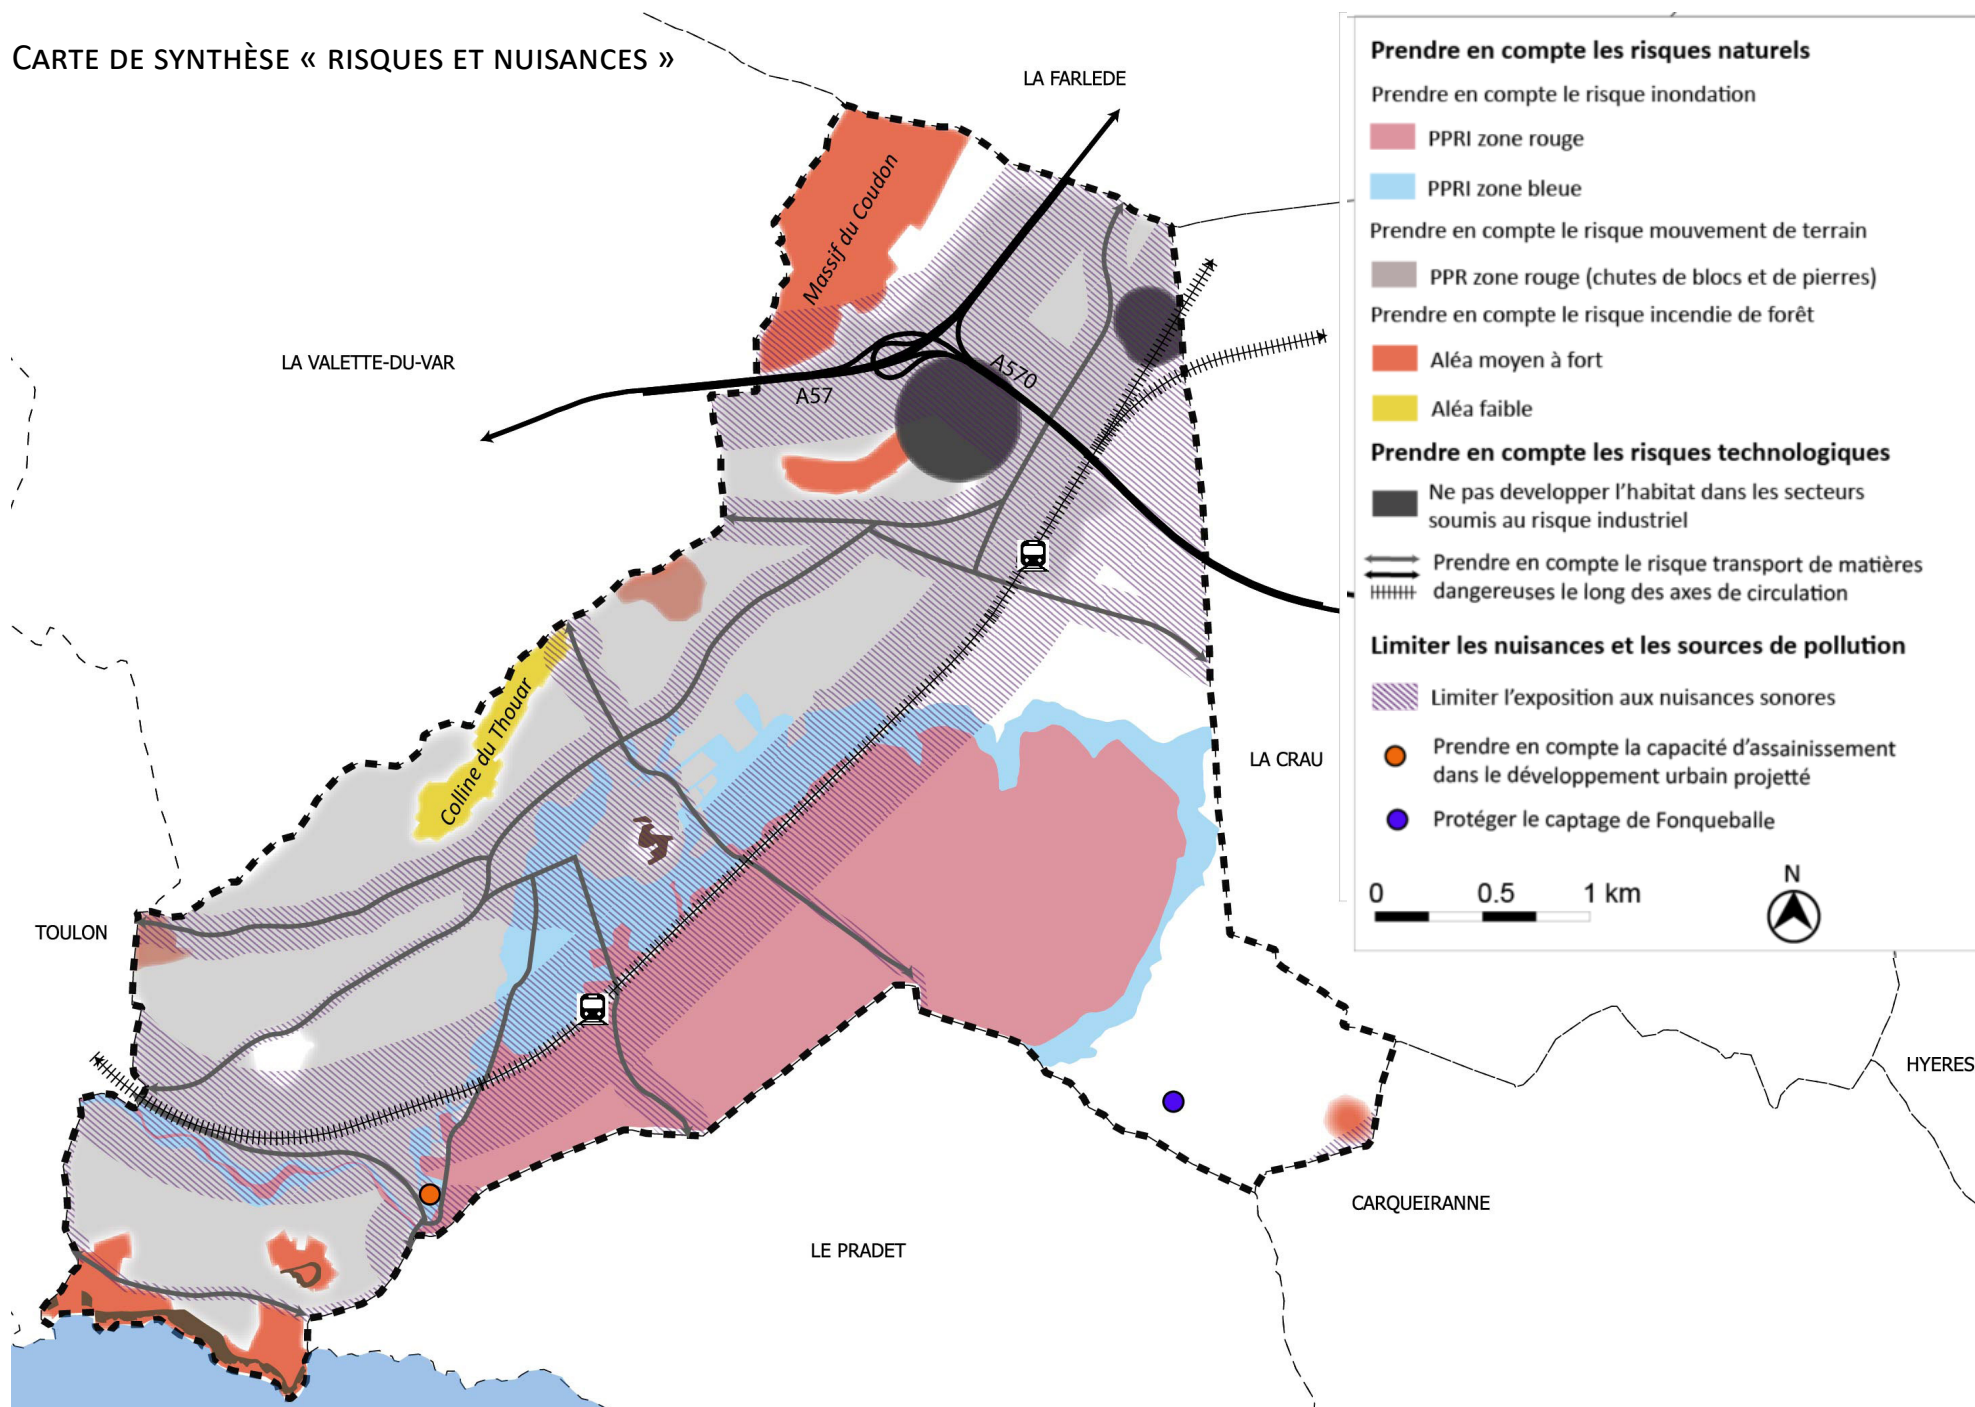 CARTE DE SYNTHÈSE « RISQUES ET NUISANCES »
LA FARLEDE
Massif du Coudon
LA VALETTE-DU-VAR
A57
A570
Colline du Thouar
LA CRAU
TOULON
HYERES
CARQUEIRANNE
LE PRADET
Prendre en compte les risques naturels
Prendre en compte le risque inondation
PPRI zone rouge
PPRI zone bleue
Prendre en compte le risque mouvement de terrain
PPR zone rouge (chutes de blocs et de pierres)
Prendre en compte le risque incendie de forêt
Aléa moyen à fort
Aléa faible
Prendre en compte les risques technologiques
Ne pas developper l'habitat dans les secteurs
soumis au risque industriel
Prendre en compte le risque transport de matières
dangereuses le long des axes de circulation
Limiter les nuisances et les sources de pollution
Limiter l'exposition aux nuisances sonores
Prendre en compte la capacité d'assainissement
dans le développement urbain projetté
Protéger le captage de Fonqueballe
0 0.5 1 km
N